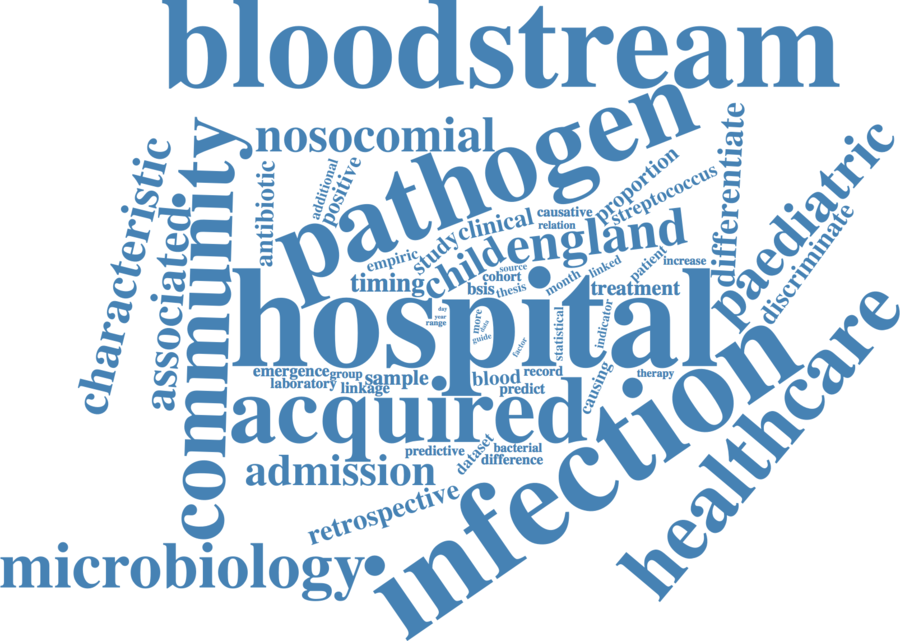 bloodstream
nosocomial
pathogen
community
characteristic
associated
antibiotic
additional
positive
proportion
streptococcus
differentiate
paediatric
discriminate
healthcare
empiric
study
clinical
causative
relation
england
child
timing
source
cohort
bsis
thesis
month
linked
patient
increase
treatment
hospital
day
year
range
more
data
guide
factor
statistical
indicator
therapy
emergence
group
laboratory
linkage
sample
blood
record
predict
causing
acquired
predictive
dataset
bacterial
difference
admission
retrospective
infection
microbiology